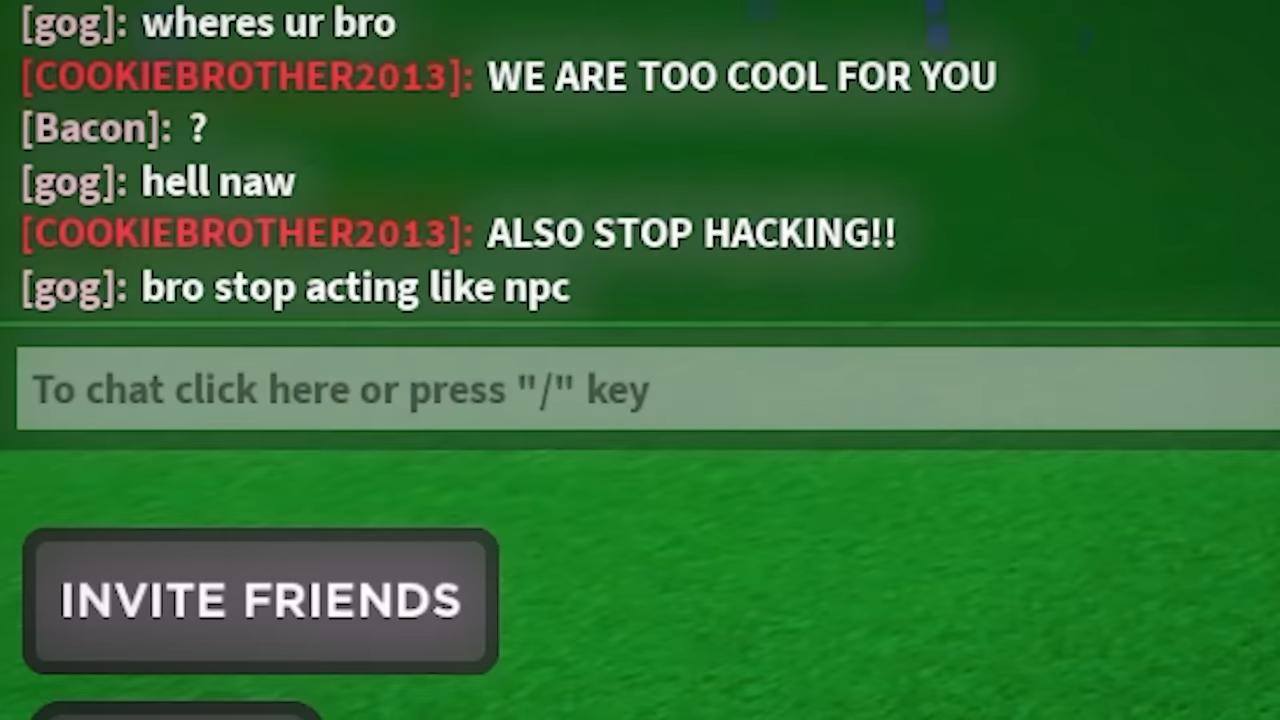 [gog]: wheres ur bro
[COOKIEBROTHER2013]: WE ARE TOO COOL FOR YOU
[Bacon]: ?
[gog]: hell naw
[COOKIEBROTHER2013]: ALSO STOP HACKING!!
[gog]: bro stop acting like npc
To chat click here or press "/" key
INVITE FRIENDS